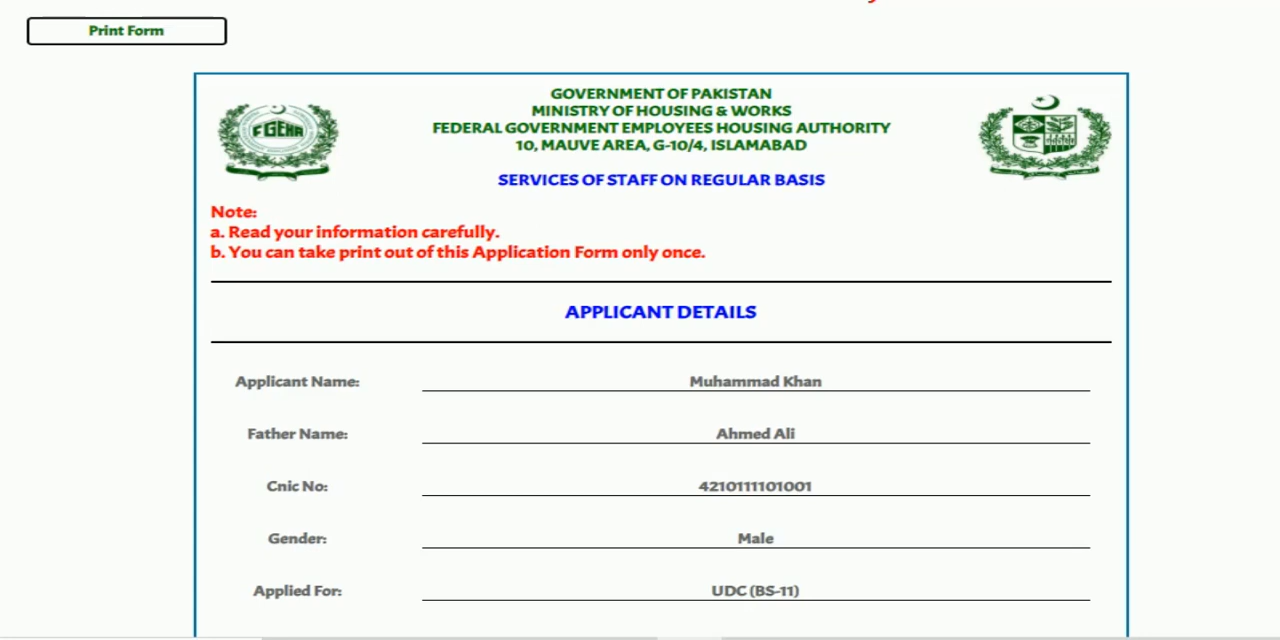 Print Form
GOVERNMENT OF PAKISTAN
MINISTRY OF HOUSING & WORKS
FEDERAL GOVERNMENT EMPLOYEES HOUSING AUTHORITY
10, MAUVE AREA, G-10/4, ISLAMABAD
FGEHA
SERVICES OF STAFF ON REGULAR BASIS
Note:
a. Read your information carefully.
b. You can take print out of this Application Form only once.
APPLICANT DETAILS
Applicant Name: Muhammad Khan
Father Name: Ahmed Ali
Cnic No: 4210111101001
Gender: Male
Applied For: UDC (BS-11)